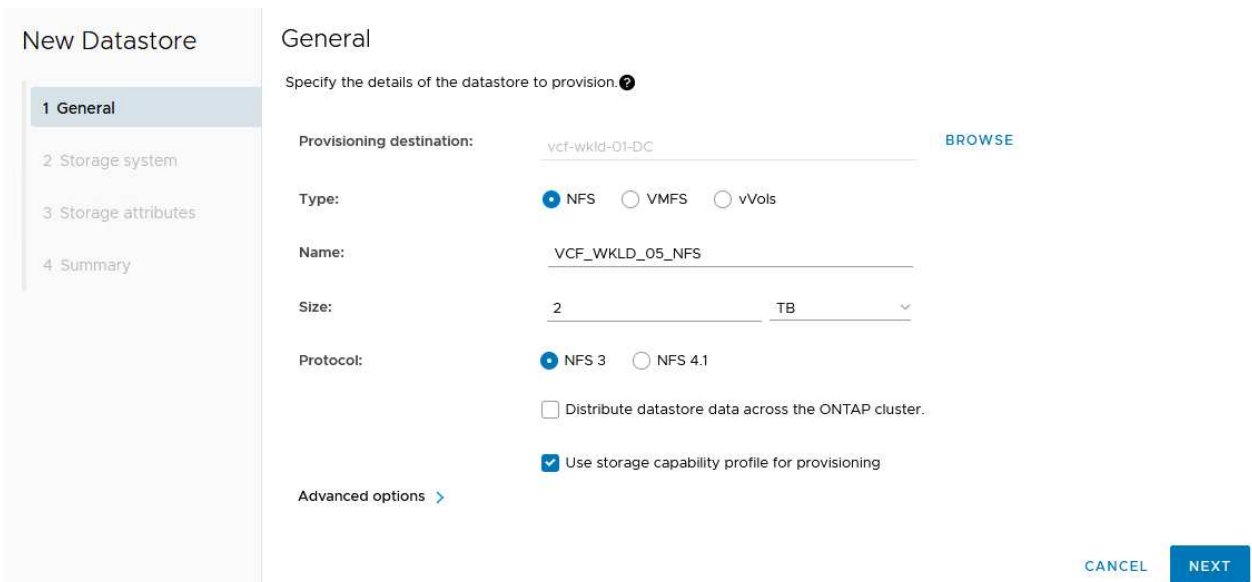 New Datastore
1 General
2 Storage system
3 Storage attributes
4 Summary
General
Specify the details of the datastore to provision.?
Provisioning destination: vcf-wkld-01-DC BROWSE
Type: NFS VMFS vVols
Name: VCF_WKLD_05_NFS
Size: 2 TB
Protocol: NFS 3 NFS 4.1
Distribute datastore data across the ONTAP cluster.
Use storage capability profile for provisioning
Advanced options >
CANCEL NEXT